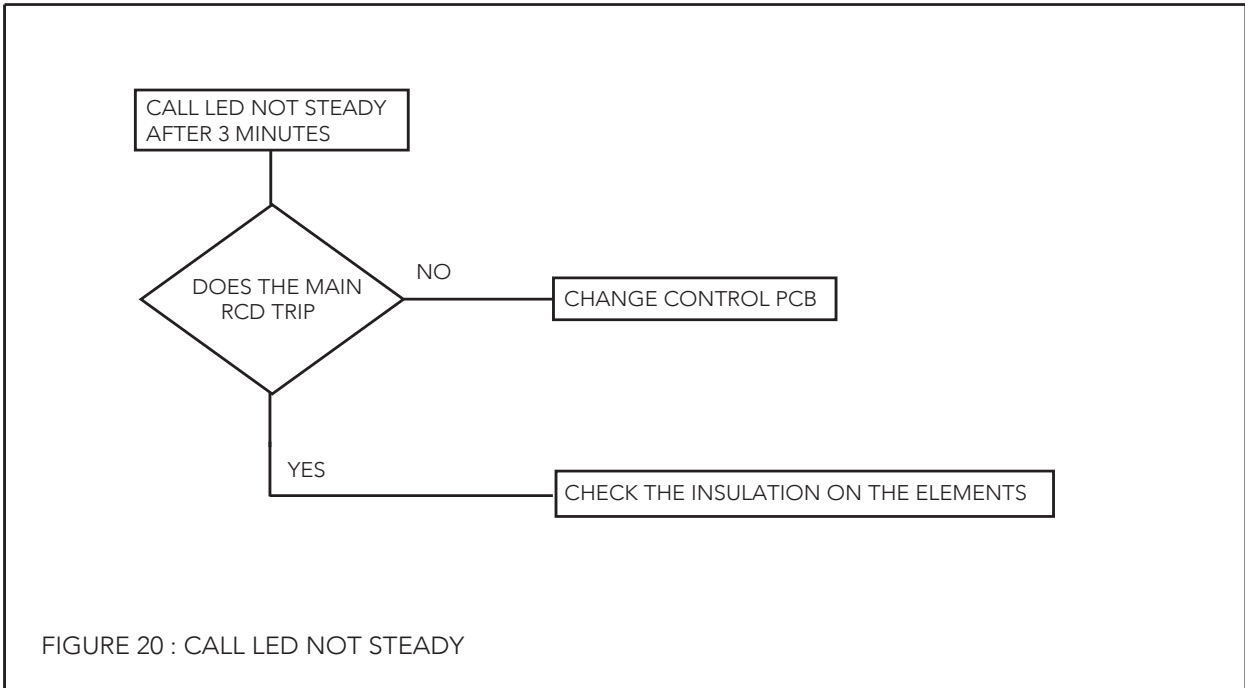 CALL LED NOT STEADY
AFTER 3 MINUTES
DOES THE MAIN
RCD TRIP
NO
CHANGE CONTROL PCB
YES
CHECK THE INSULATION ON THE ELEMENTS
FIGURE 20 : CALL LED NOT STEADY